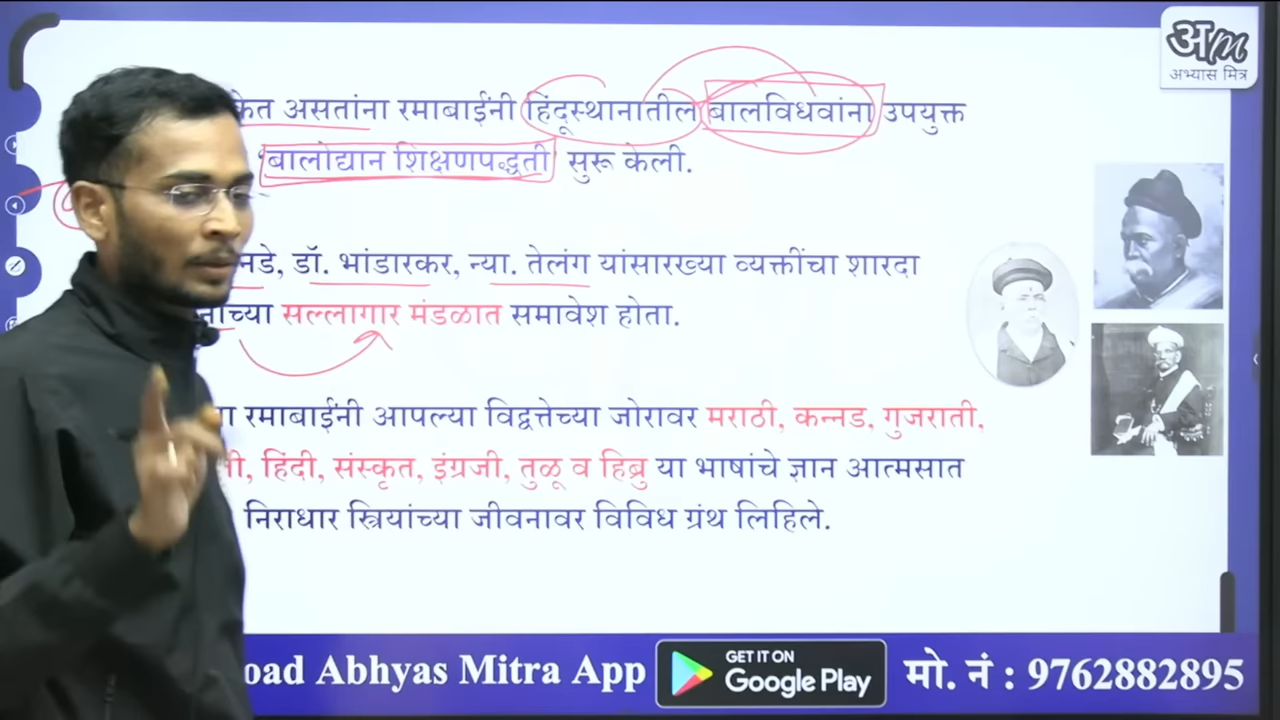 अm
अभ्यास मित्र
असतांना रमाबाईंनी हिंदूस्थानातील बालविधवांना उपयुक्त
'बालोद्यान शिक्षणपद्धती' सुरू केली.
डॉ. भांडारकर, न्या. तेलंग यांसारख्या व्यक्तींचा शारदा
सल्लागार मंडळात समावेश होता.
रमाबाईंनी आपल्या विद्वत्तेच्या जोरावर मराठी, कन्नड, गुजराती,
हिंदी, संस्कृत, इंग्रजी, तुळू व हिब्रु या भाषांचे ज्ञान आत्मसात
निराधार स्त्रियांच्या जीवनावर विविध ग्रंथ लिहिले.
oad Abhyas Mitra App GET IT ON Google Play मो. नं : 9762882895